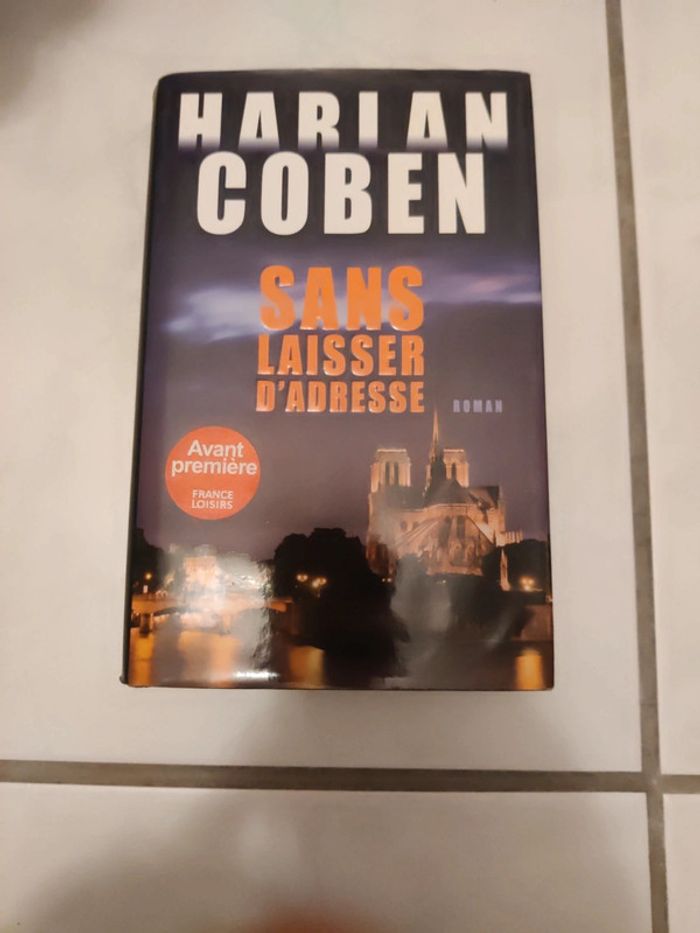 HARLAN
COBEN
SANS
LAISSER
D'ADRESSE
ROMAN
Avant
première
FRANCE
LOISIRS